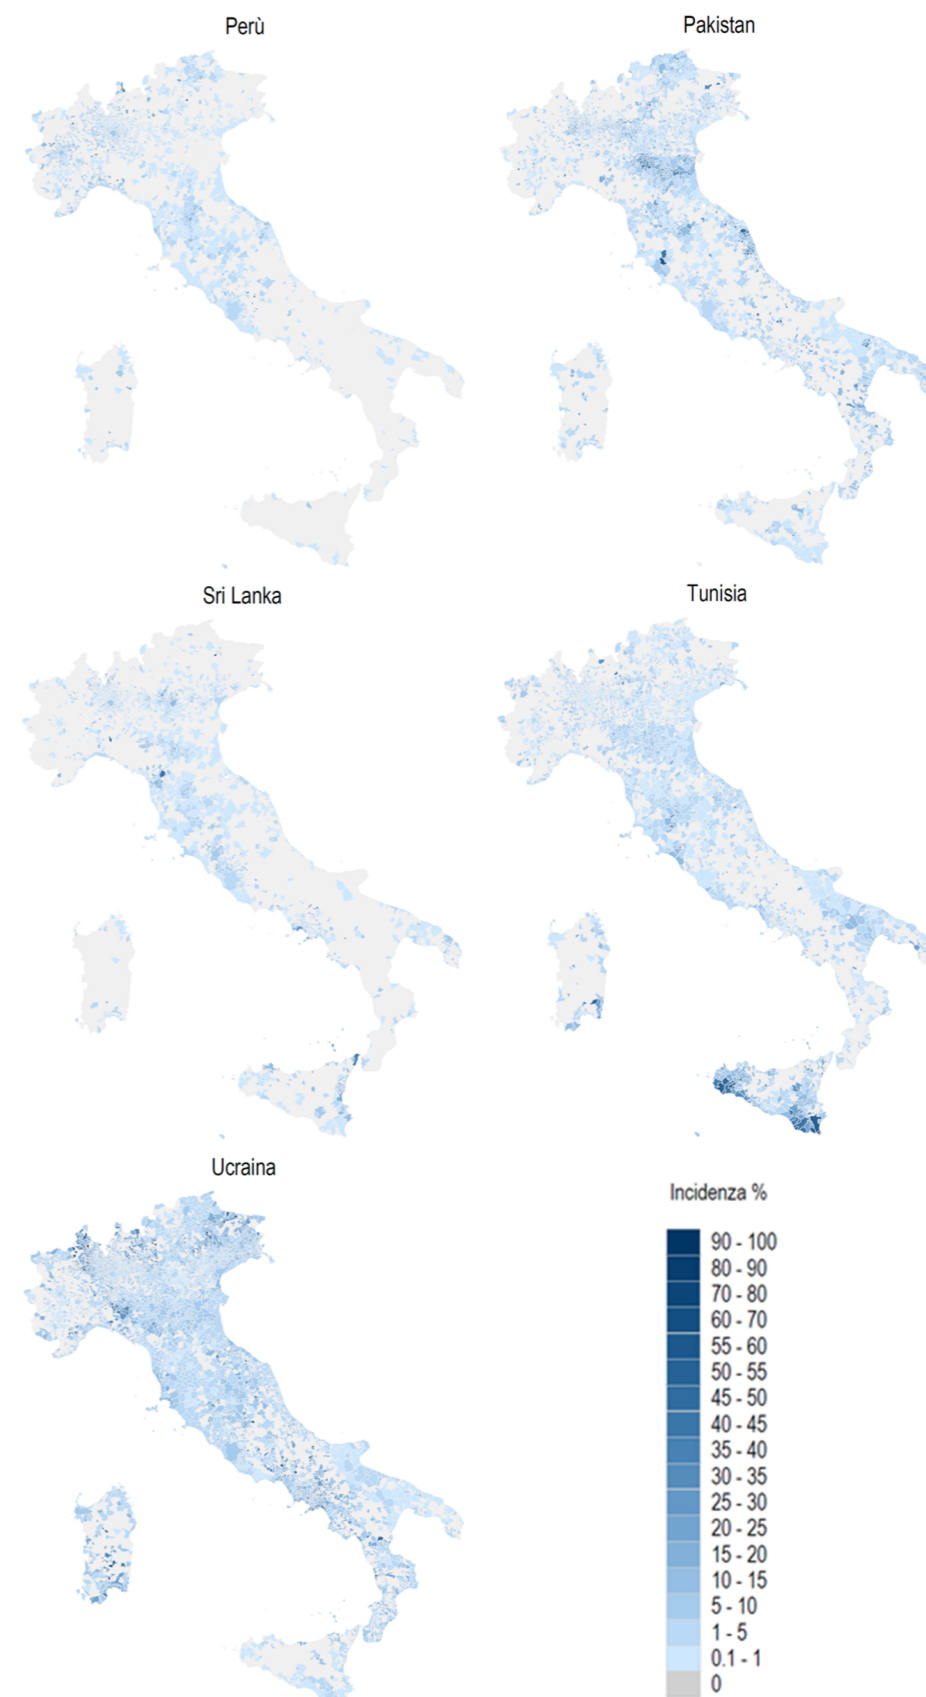 Perù
Pakistan
Sri Lanka
Tunisia
Ucraina
Incidenza %
90 - 100
80 - 90
70 - 80
60 - 70
55 - 60
50 - 55
45 - 50
40 - 45
35 - 40
30 - 35
25 - 30
20 - 25
15 - 20
10 - 15
5 - 10
1 - 5
0.1 - 1
0